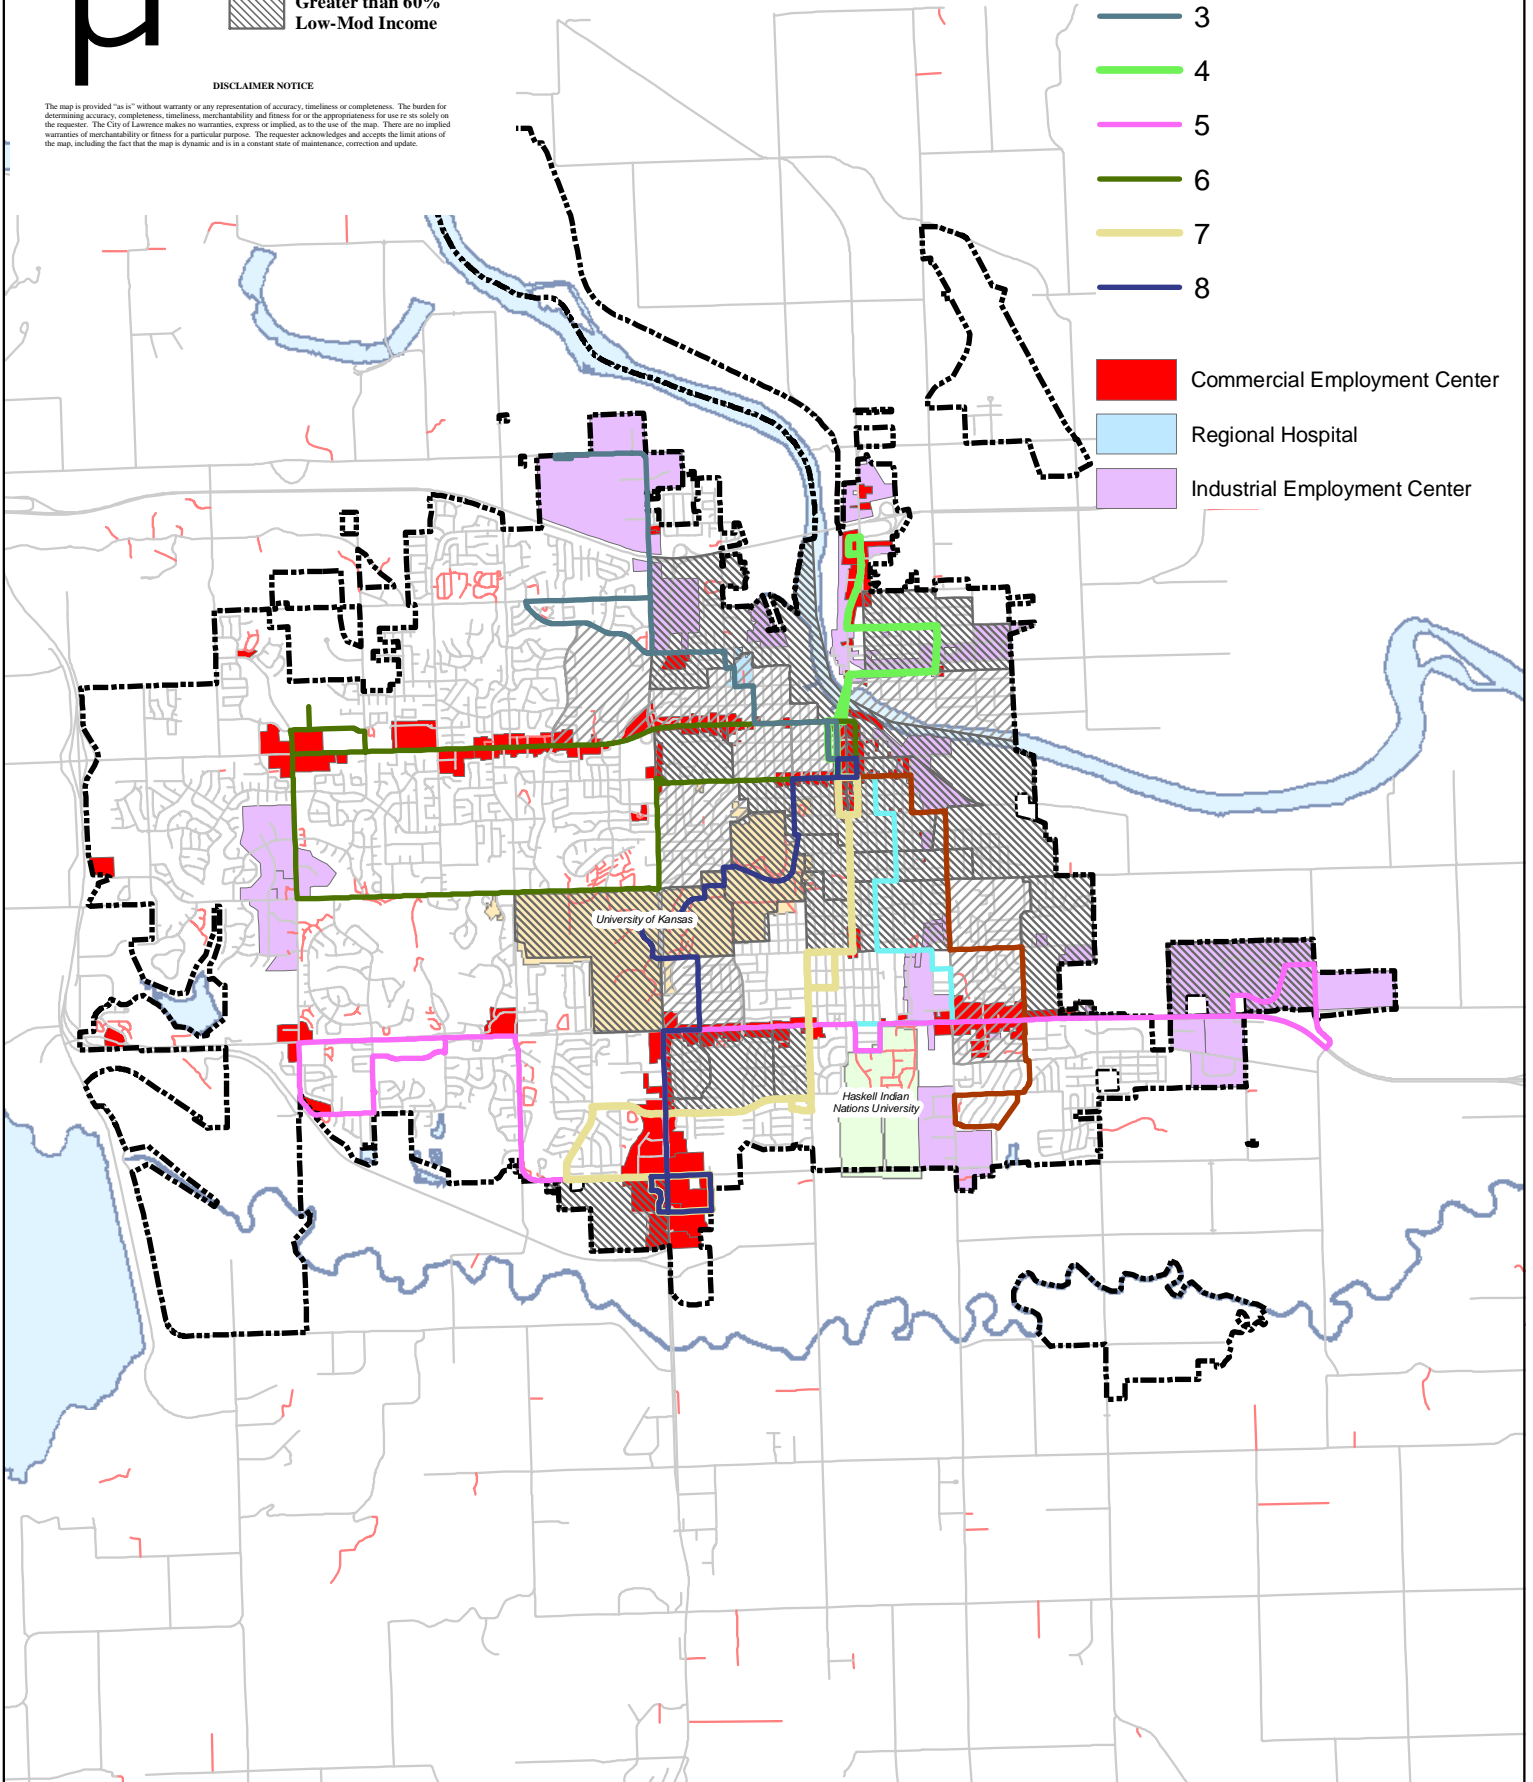 Greater than 60%
Low-Mod Income
µ
DISCLAIMER NOTICE
The map is provided "as is" without warranty or any representation of accuracy, timeliness or completeness. The burden for
determining accuracy, completeness, timeliness, merchantability and fitness for or the appropriateness for use re sts solely on
the requester. The City of Lawrence makes no warranties, express or implied, as to the use of the map. There are no implied
warranties of merchantability or fitness for a particular purpose. The requester acknowledges and accepts the limit ations of
the map, including the fact that the map is dynamic and is in a constant state of maintenance, correction and update.
3
4
5
6
7
8
Commercial Employment Center
Regional Hospital
Industrial Employment Center
University of Kansas
Haskell Indian
Nations University